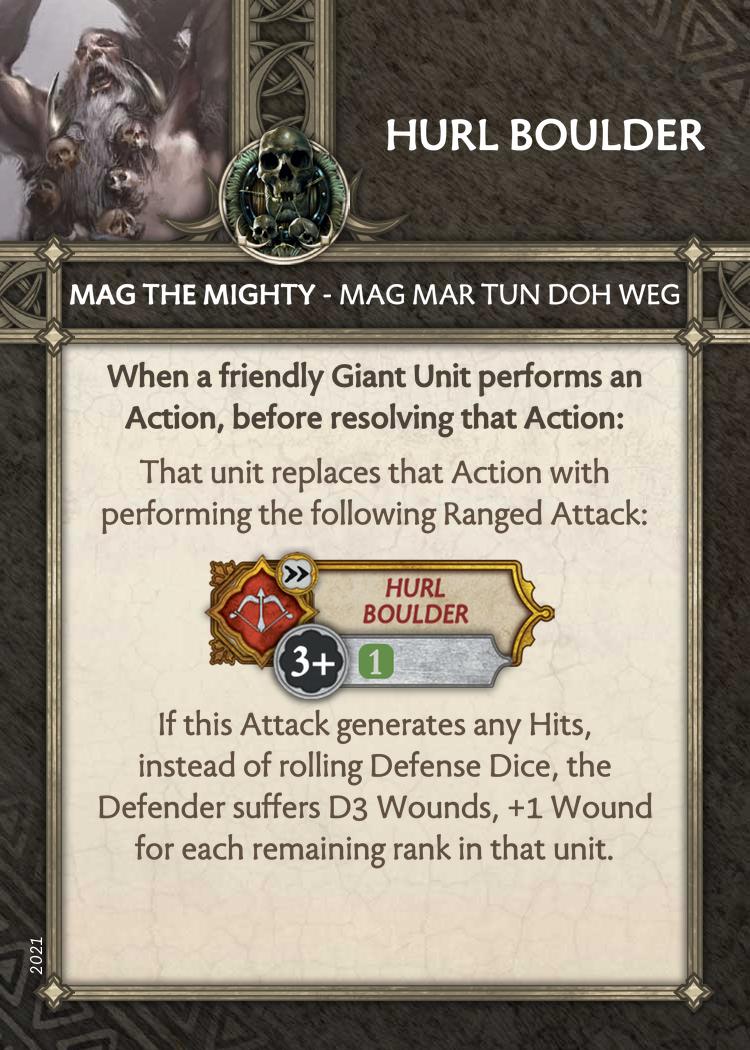 HURL BOULDER
MAG THE MIGHTY - MAG MAR TUN DOH WEG
When a friendly Giant Unit performs an
Action, before resolving that Action:
That unit replaces that Action with
performing the following Ranged Attack:
HURL
BOULDER
3+ 1
If this Attack generates any Hits,
instead of rolling Defense Dice, the
Defender suffers D3 Wounds, +1 Wound
for each remaining rank in that unit.
2021